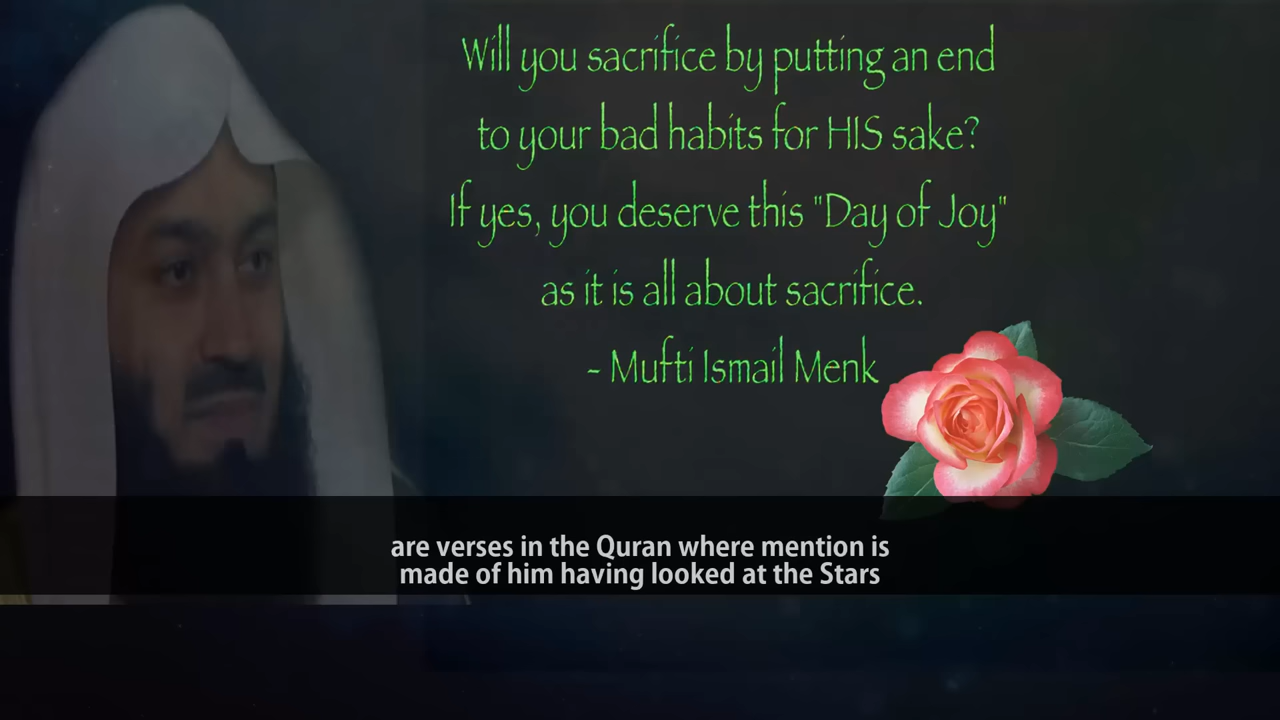 Will you sacrifice by putting an end
to your bad habits for HIS sake?
If yes, you deserve this "Day of Joy"
as it is all about sacrifice.
- Mufti Ismail Menk
are verses in the Quran where mention is
made of him having looked at the Stars